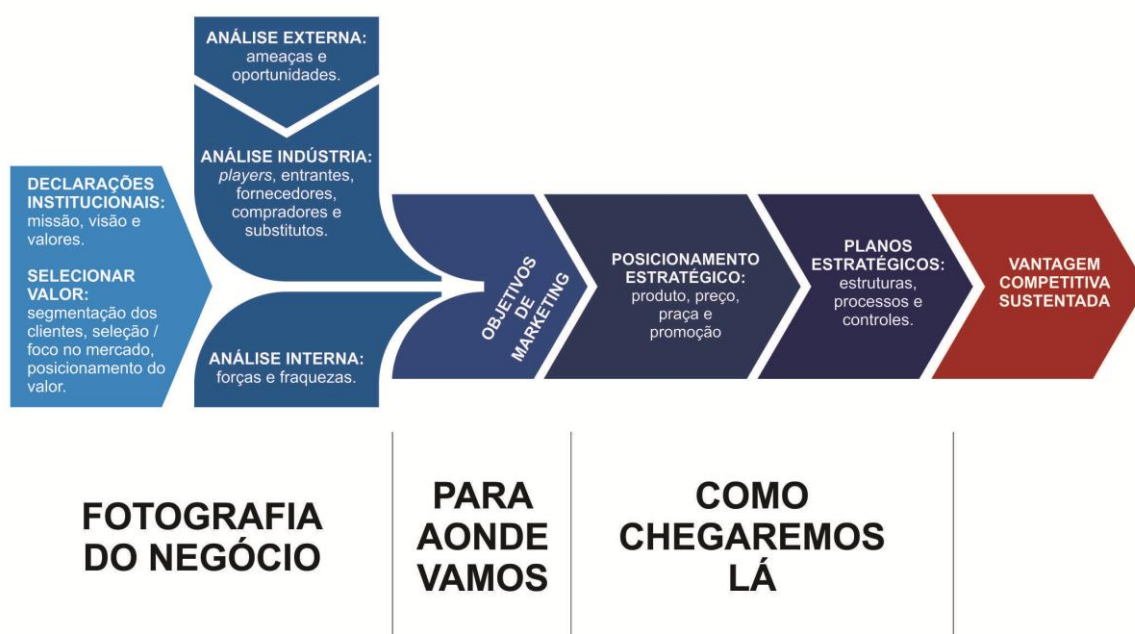 DECLARAÇÕES
INSTITUCIONAIS:
missão, visão e
valores.
SELECIONAR
VALOR:
segmentação dos
clientes, seleção /
foco no mercado,
posicionamento do
valor.
ANÁLISE EXTERNA:
ameaças e
oportunidades.
ANÁLISE INDÚSTRIA:
players, entrantes,
fornecedores,
compradores e
substitutos.
ANÁLISE INTERNA:
forças e fraquezas.
OBJETIVOS
DE
MARKETING
POSICIONAMENTO
ESTRATÉGICO:
produto, preço,
praça e
promoção
PLANOS
ESTRATÉGICOS:
estruturas,
processos e
controles.
VANTAGEM
COMPETITIVA
SUSTENTADA
FOTOGRAFIA
DO NEGÓCIO
PARA
AONDE
VAMOS
COMO
CHEGAREMOS
LÁ